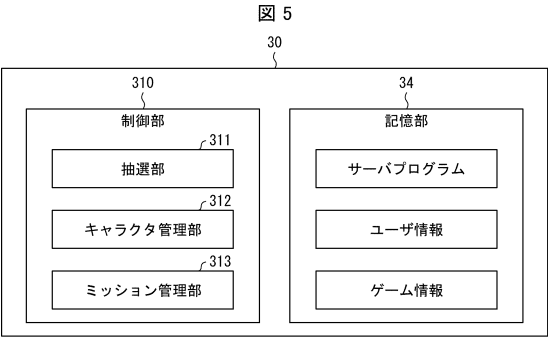 図5
30
310
制御部
311
抽選部
312
キャラクタ管理部
313
ミッション管理部
34
記憶部
サーバプログラム
ユーザ情報
ゲーム情報